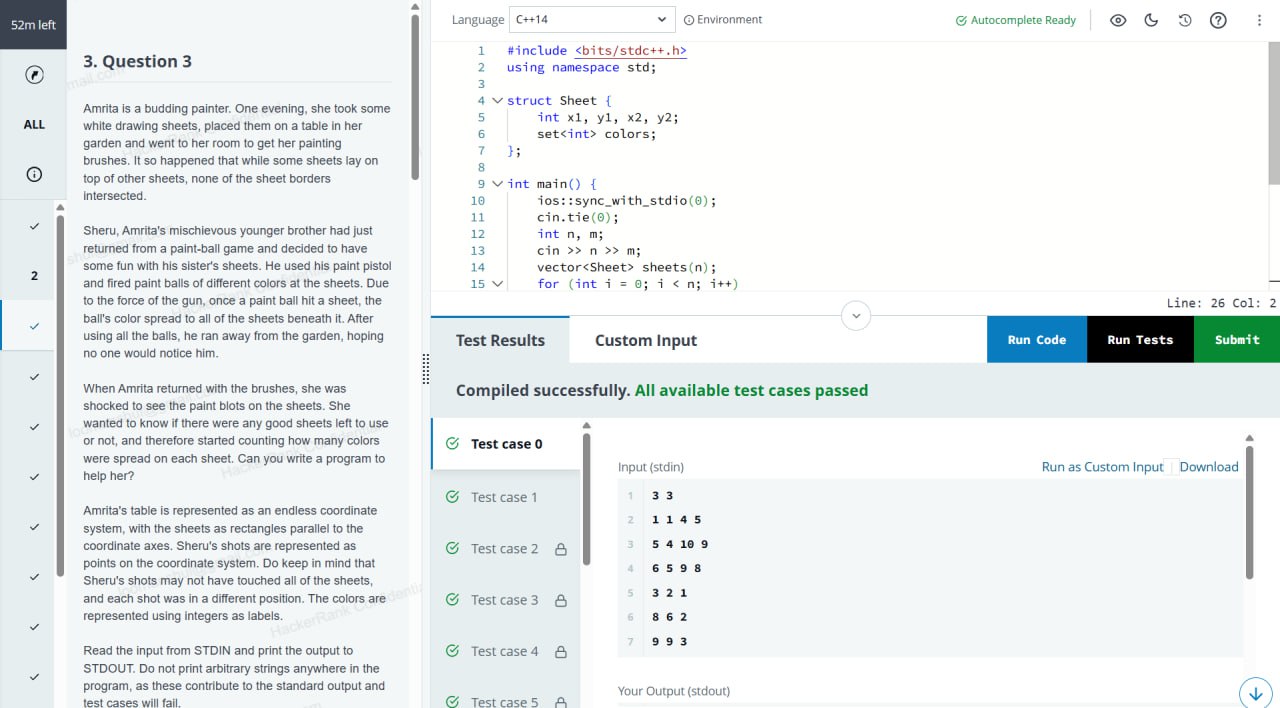 52m left
ALL
2
3. Question 3
Amrita is a budding painter. One evening, she took some
white drawing sheets, placed them on a table in her
garden and went to her room to get her painting
brushes. It so happened that while some sheets lay on
top of other sheets, none of the sheet borders
intersected.
Sheru, Amrita's mischievous younger brother had just
returned from a paint-ball game and decided to have
some fun with his sister's sheets. He used his paint pistol
and fired paint balls of different colors at the sheets. Due
to the force of the gun, once a paint ball hit a sheet, the
ball's color spread to all of the sheets beneath it. After
using all the balls, he ran away from the garden, hoping
no one would notice him.
When Amrita returned with the brushes, she was
shocked to see the paint blots on the sheets. She
wanted to know if there were any good sheets left to use
or not, and therefore started counting how many colors
were spread on each sheet. Can you write a program to
help her?
Amrita's table is represented as an endless coordinate
system, with the sheets as rectangles parallel to the
coordinate axes. Sheru's shots are represented as
points on the coordinate system. Do keep in mind that
Sheru's shots may not have touched all of the sheets,
and each shot was in a different position. The colors are
represented using integers as labels.
Read the input from STDIN and print the output to
STDOUT. Do not print arbitrary strings anywhere in the
program, as these contribute to the standard output and
test cases will fail.
Language
C++14
Environment
Autocomplete Ready
1 #include <bits/stdc++.h>
2 using namespace std;
3
4 struct Sheet {
5 int x1, y1, x2, y2;
6 set<int> colors;
7 };
8
9 int main() {
10 ios::sync_with_stdio(0);
11 cin.tie(0);
12 int n, m;
13 cin >> n >> m;
14 vector<Sheet> sheets(n);
15 for (int i = 0; i < n; i++)
Line: 26 Col: 2
Test Results
Custom Input
Run Code
Run Tests
Submit
Compiled successfully. All available test cases passed
Test case 0
Test case 1
Test case 2
Test case 3
Test case 4
Test case 5
Input (stdin)
Run as Custom Input | Download
1 3 3
2 1 1 4 5
3 5 4 10 9
4 6 5 9 8
5 3 2 1
6 8 6 2
7 9 9 3
Your Output (stdout)